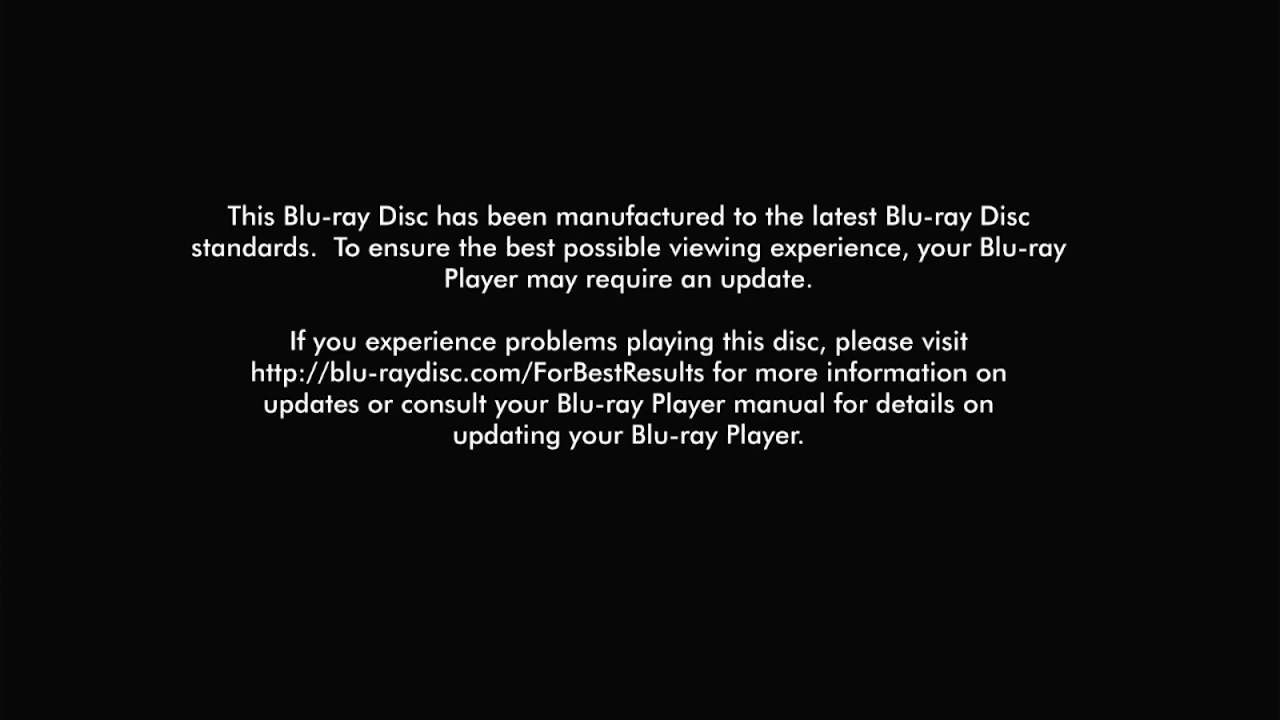 This Blu-ray Disc has been manufactured to the latest Blu-ray Disc
standards.  To ensure the best possible viewing experience, your Blu-ray
Player may require an update.
If you experience problems playing this disc, please visit
http://blu-raydisc.com/ForBestResults for more information on
updates or consult your Blu-ray Player manual for details on
updating your Blu-ray Player.